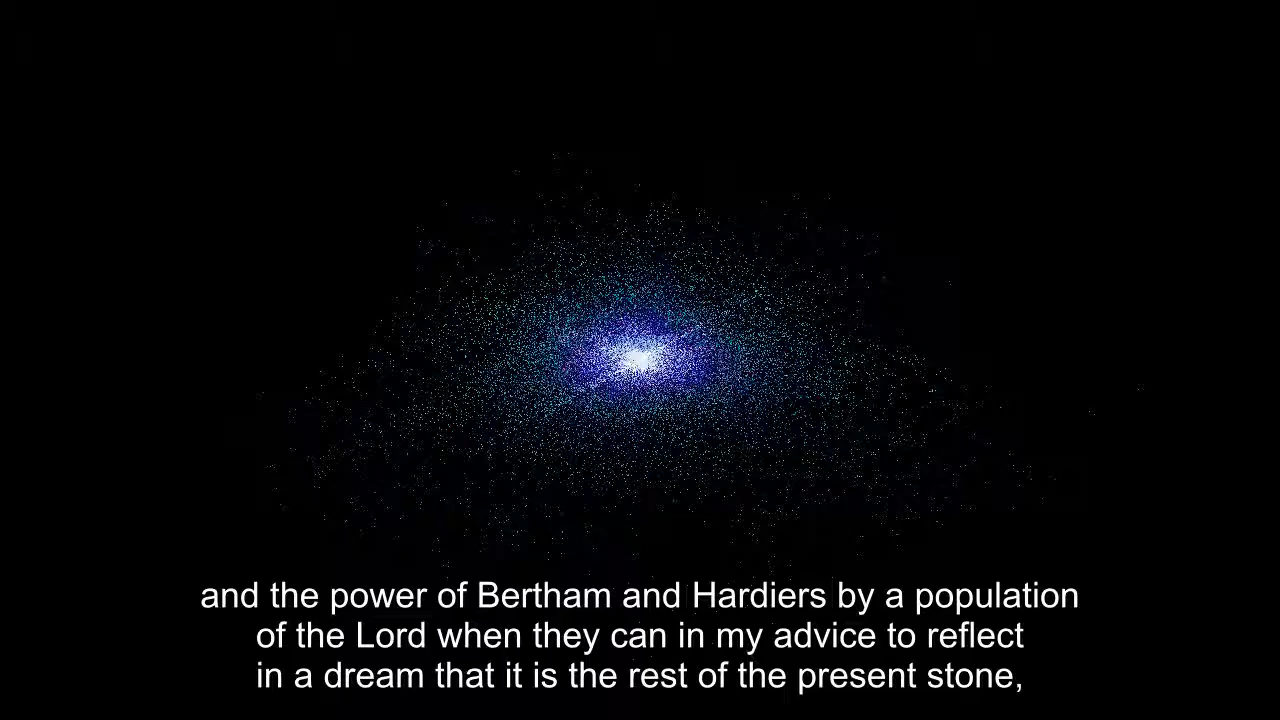 and the power of Bertham and Hardiers by a population
of the Lord when they can in my advice to reflect
in a dream that it is the rest of the present stone,